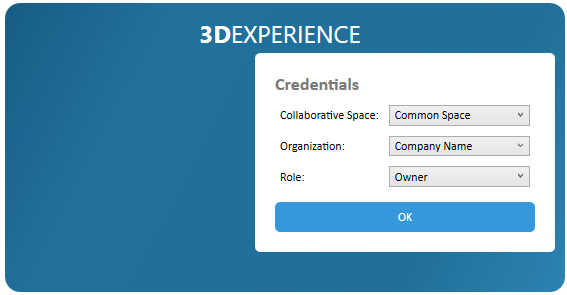 3DEXPERIENCE
Credentials
Collaborative Space: Common Space
Organization: Company Name
Role: Owner
OK